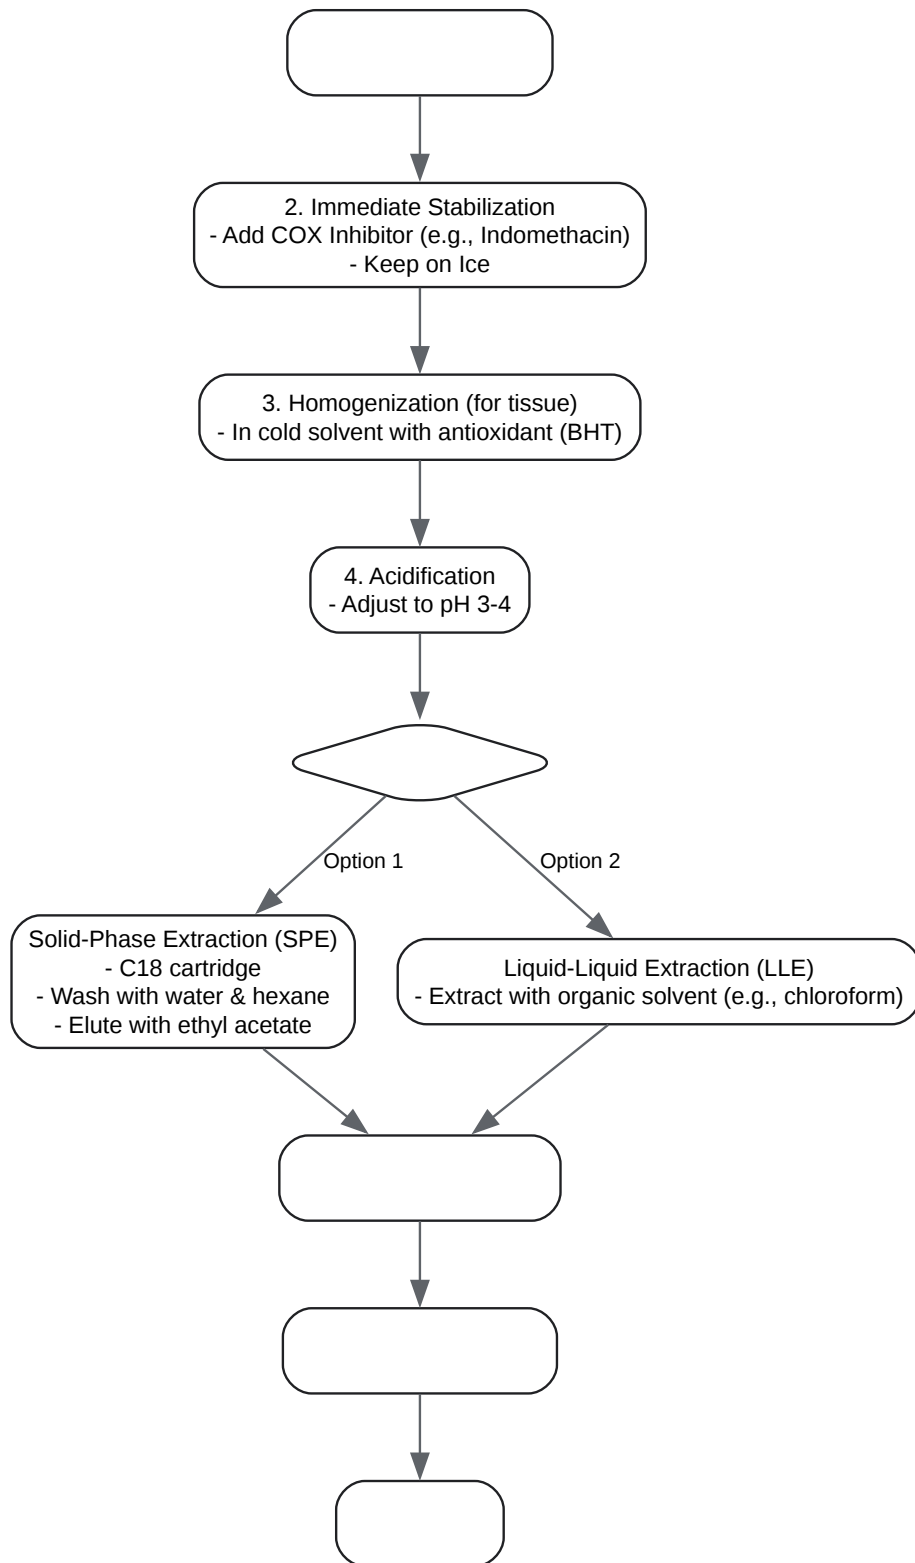 2. Immediate Stabilization
- Add COX Inhibitor (e.g., Indomethacin)
- Keep on Ice
3. Homogenization (for tissue)
- In cold solvent with antioxidant (BHT)
4. Acidification
- Adjust to pH 3-4
Option 1
Option 2
Solid-Phase Extraction (SPE)
- C18 cartridge
- Wash with water & hexane
- Elute with ethyl acetate
Liquid-Liquid Extraction (LLE)
- Extract with organic solvent (e.g., chloroform)